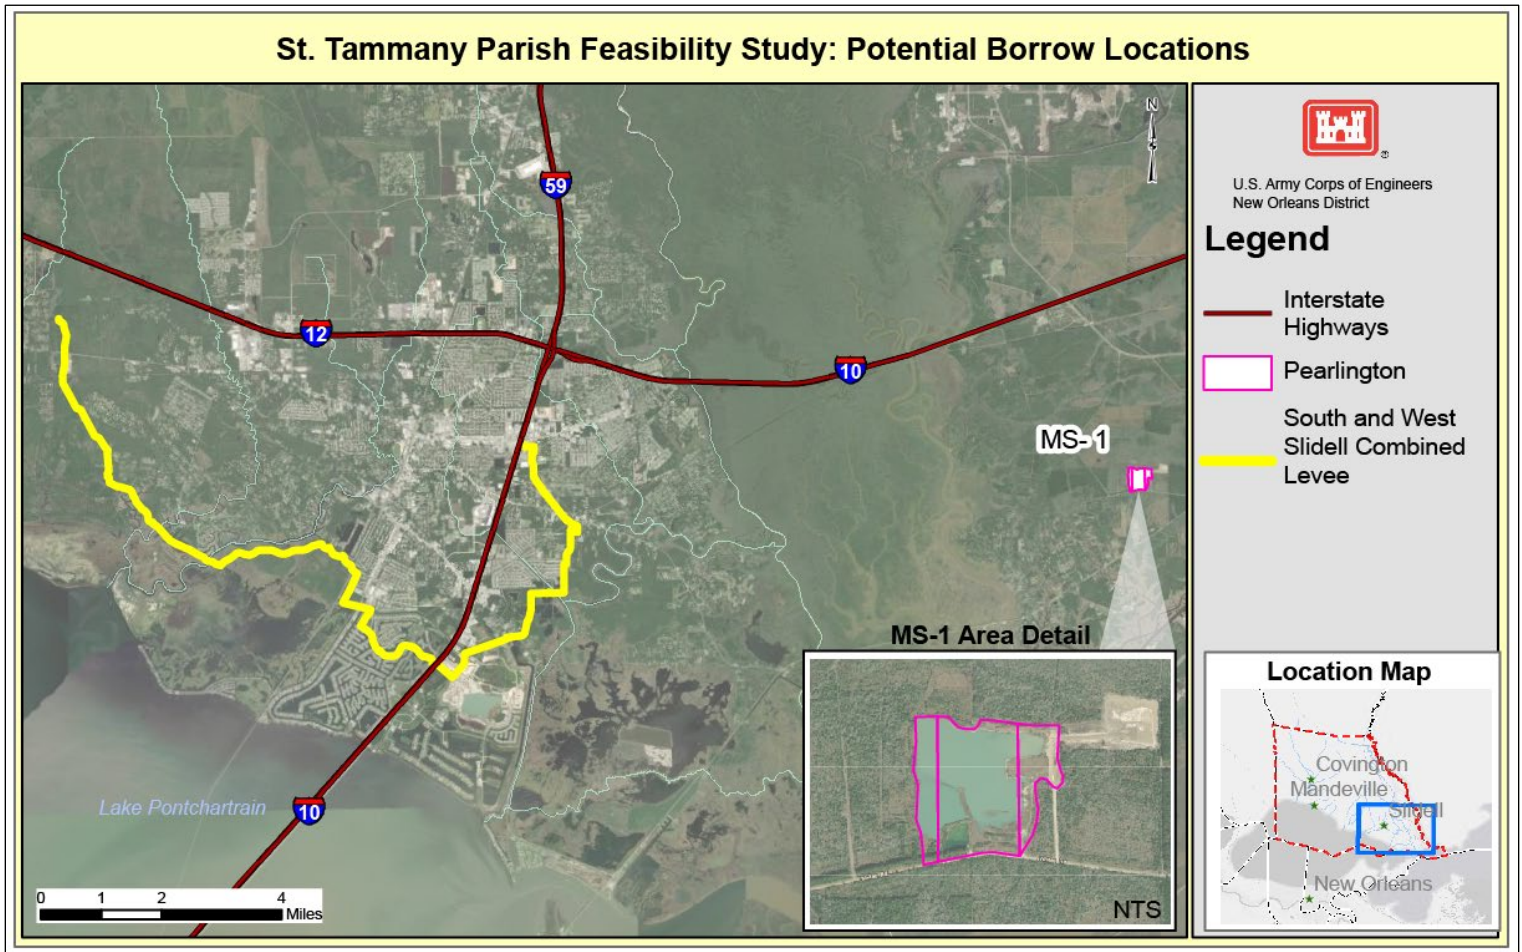 St. Tammany Parish Feasibility Study: Potential Borrow Locations
N
59
12
10
MS- 1
MS-1 Area Detail
NTS
Lake Pontchartrain
10
0 1 2 4
Miles
®
U.S. Army Corps of Engineers
New Orleans District
Legend
Interstate
Highways
Pearlington
South and West
Slidell Combined
Levee
Location Map
Covington
Mandeville
Slidell
New Orleans